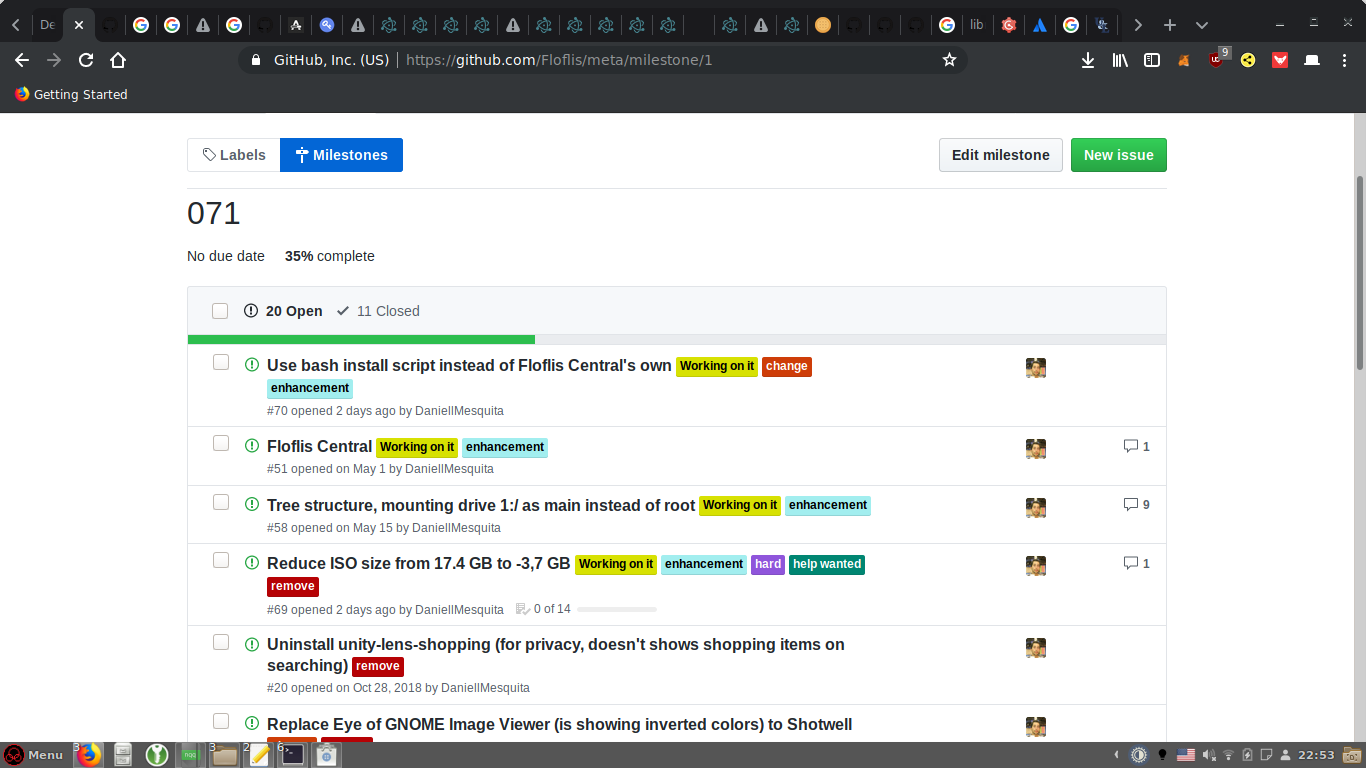 De
lib
GitHub, Inc. (US) https://github.com/Floflis/meta/milestone/1
9
Getting Started
Labels Milestones Edit milestone New issue
071
No due date 35% complete
20 Open 11 Closed
Use bash install script instead of Floflis Central's own Working on it change
enhancement
#70 opened 2 days ago by DaniellMesquita
Floflis Central Working on it enhancement 1
#51 opened on May 1 by DaniellMesquita
Tree structure, mounting drive 1:/ as main instead of root Working on it enhancement 9
#58 opened on May 15 by DaniellMesquita
Reduce ISO size from 17.4 GB to -3,7 GB Working on it enhancement hard help wanted 1
remove
#69 opened 2 days ago by DaniellMesquita 0 of 14
Uninstall unity-lens-shopping (for privacy, doesn't shows shopping items on
searching) remove
#20 opened on Oct 28, 2018 by DaniellMesquita
Replace Eye of GNOME Image Viewer (is showing inverted colors) to Shotwell
Menu 3 3 2 6 22:53